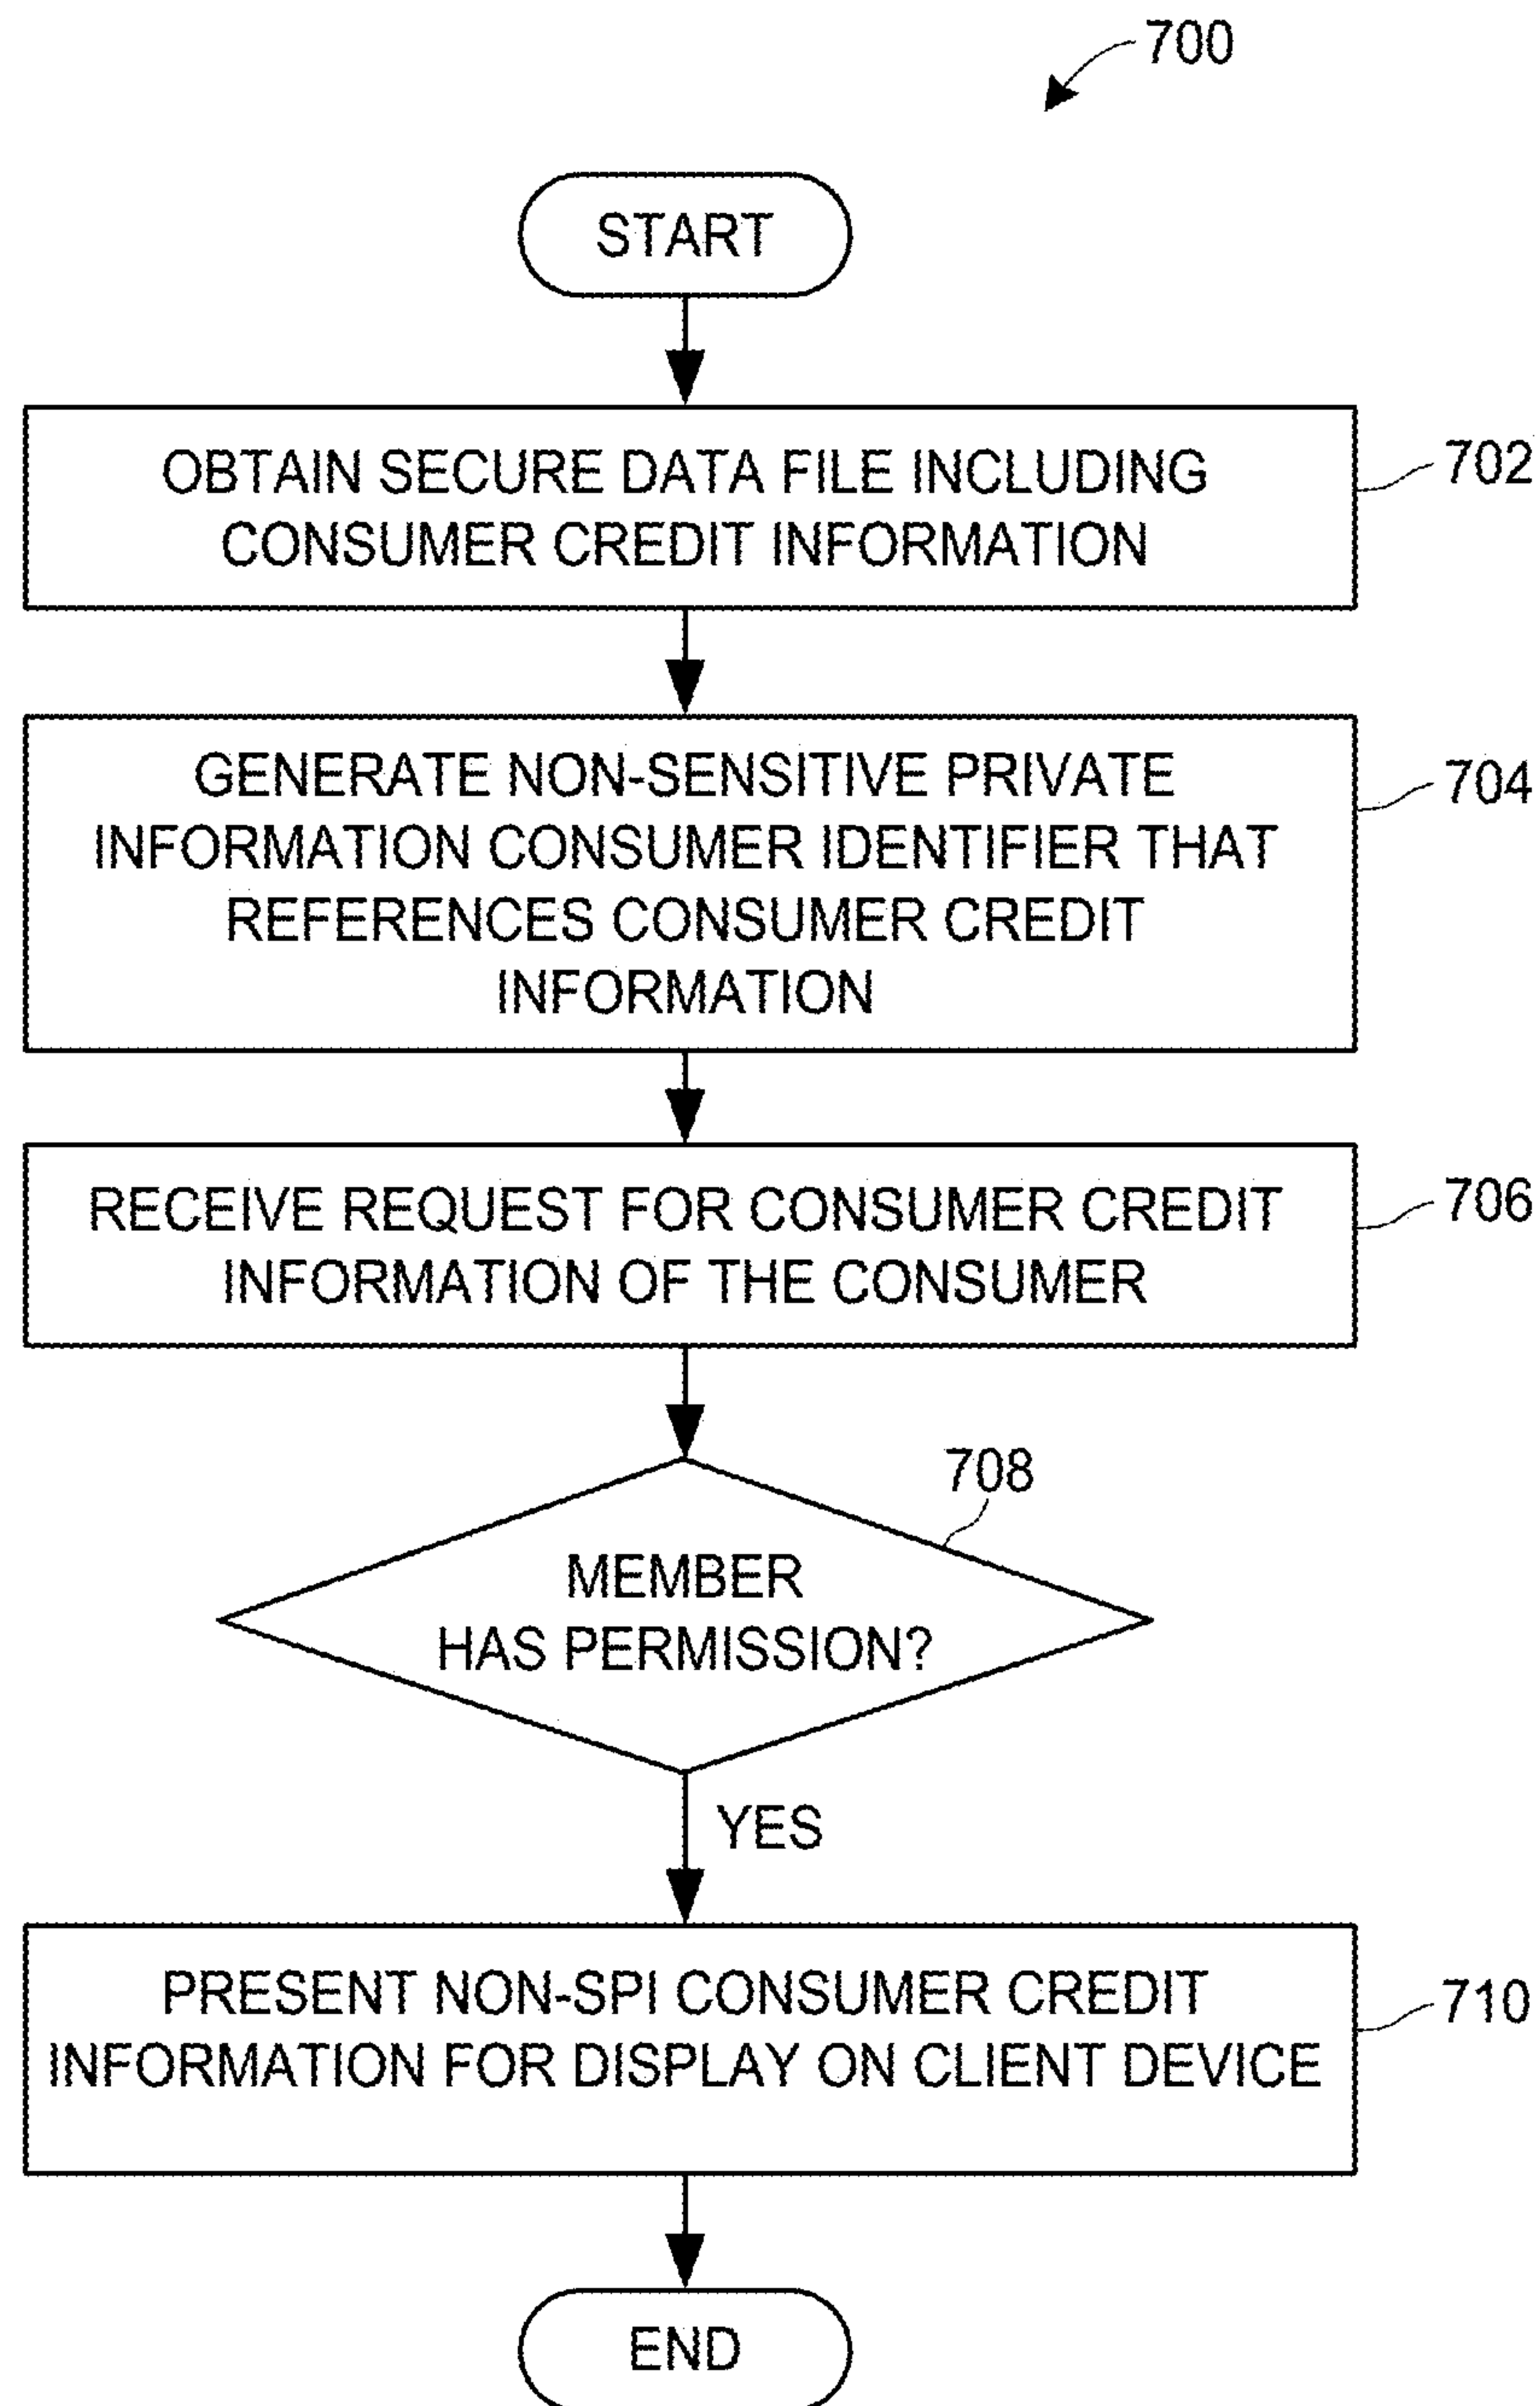 700
START
OBTAIN SECURE DATA FILE INCLUDING
CONSUMER CREDIT INFORMATION
702
GENERATE NON-SENSITIVE PRIVATE
INFORMATION CONSUMER IDENTIFIER THAT
REFERENCES CONSUMER CREDIT
INFORMATION
704
RECEIVE REQUEST FOR CONSUMER CREDIT
INFORMATION OF THE CONSUMER
706
708
MEMBER
HAS PERMISSION?
YES
PRESENT NON-SPI CONSUMER CREDIT
INFORMATION FOR DISPLAY ON CLIENT DEVICE
710
END